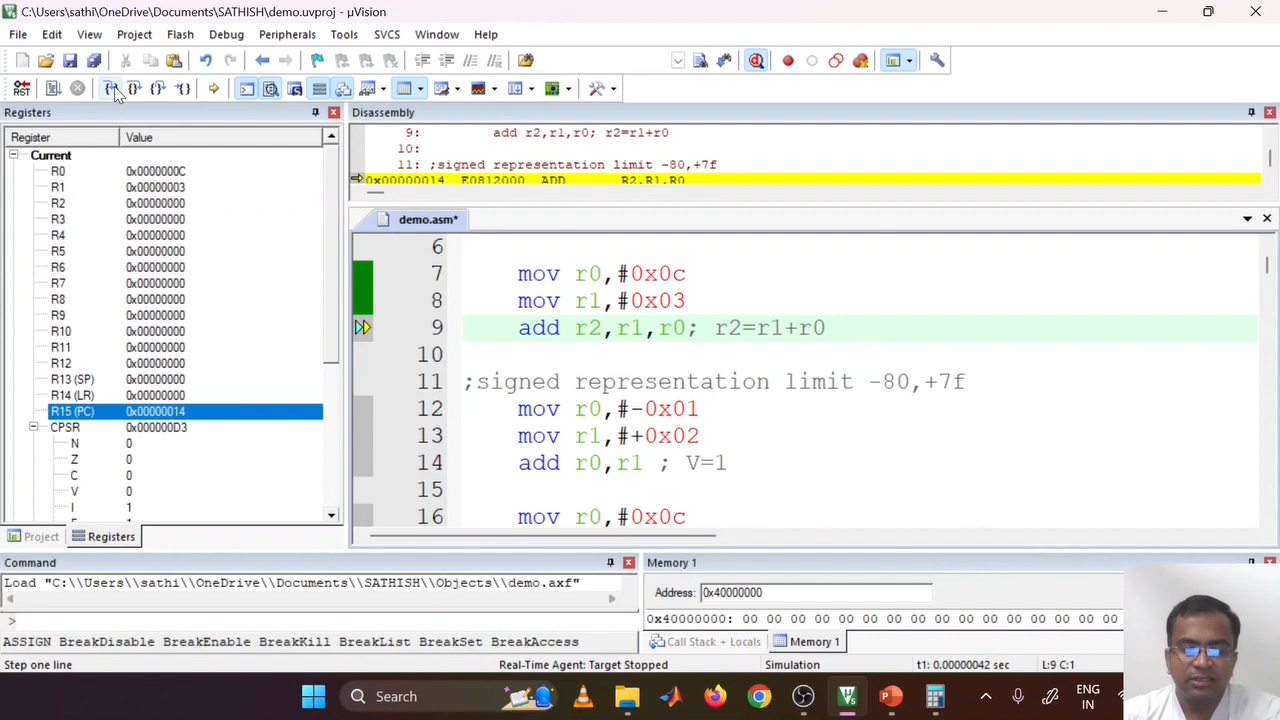 C:\Users\sathi\OneDrive\Documents\SATHISH\demo.uvproj - µVision
File Edit View Project Flash Debug Peripherals Tools SVCS Window Help
RST
Registers
Register Value
Current
R0 0x0000000C
R1 0x00000003
R2 0x00000000
R3 0x00000000
R4 0x00000000
R5 0x00000000
R6 0x00000000
R7 0x00000000
R8 0x00000000
R9 0x00000000
R10 0x00000000
R11 0x00000000
R12 0x00000000
R13 (SP) 0x00000000
R14 (LR) 0x00000000
R15 (PC) 0x00000014
CPSR 0x000000D3
N 0
Z 0
C 0
V 0
I 1
Project Registers
Disassembly
9: add r2,r1,r0; r2=r1+r0
10:
11: ;signed representation limit -80,+7f
0x00000014 E0812000 ADD R2,R1,R0
demo.asm*
6
7 mov r0,#0x0c
8 mov r1,#0x03
9 add r2,r1,r0; r2=r1+r0
10
11 ;signed representation limit -80,+7f
12 mov r0,#-0x01
13 mov r1,#+0x02
14 add r0,r1 ; V=1
15
16 mov r0,#0x0c
Command
Load "C:\\Users\\sathi\\OneDrive\\Documents\\SATHISH\\Objects\\demo.axf"
>
ASSIGN BreakDisable BreakEnable BreakKill BreakList BreakSet BreakAccess
Memory 1
Address: 0x40000000
0x40000000: 00 00 00 00 00 00 00 00 00 00 00 00 00 00 00
Call Stack + Locals Memory 1
Step one line Real-Time Agent: Target Stopped Simulation t1: 0.00000042 sec L:9 C:1
Search
ENG
IN